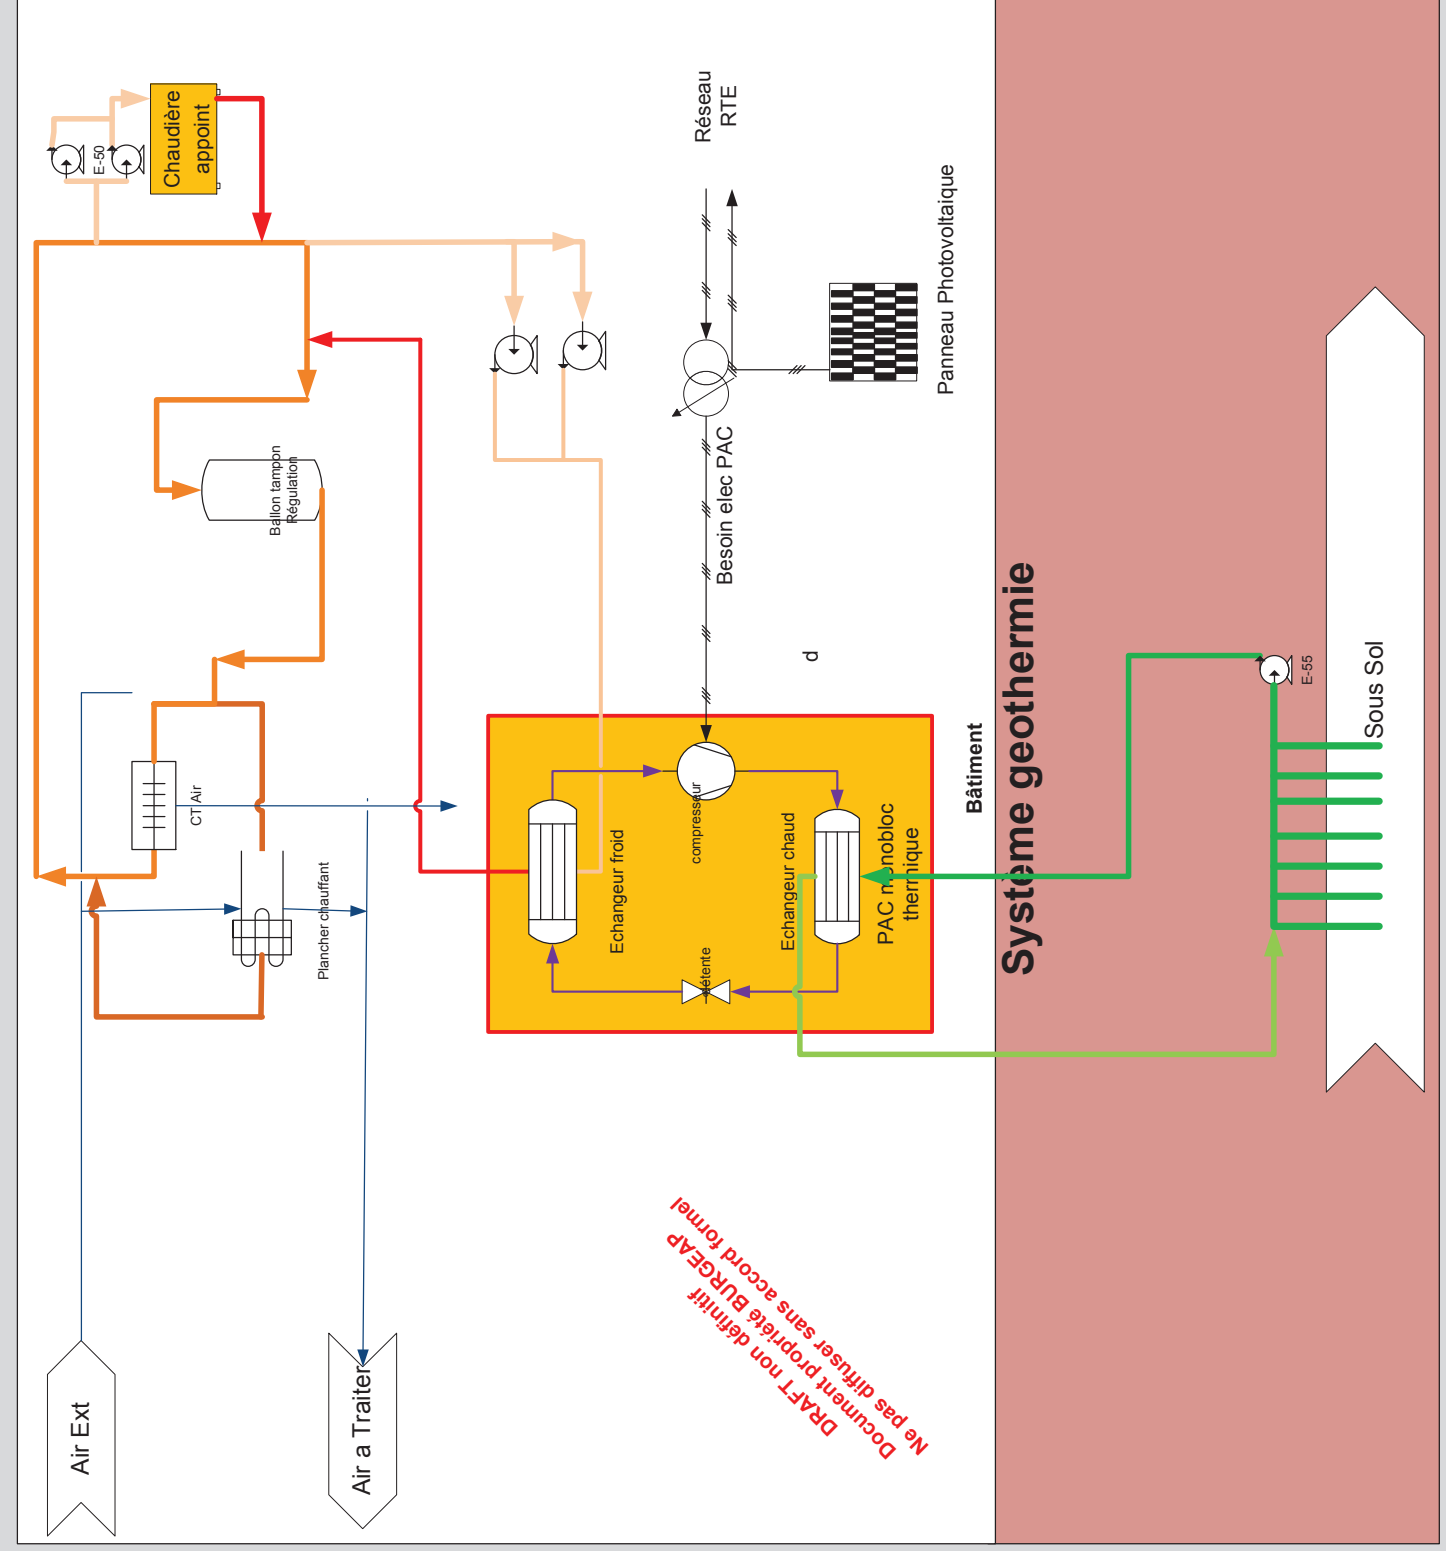 Air Ext
Air a Traiter
Plancher chauffant
CT Air
Ballon tampon
Régulation
E-50
Chaudière
appoint
Echangeur froid
compresseur
détente
Echangeur chaud
PAC monobloc
thermique
Besoin elec PAC
d
Réseau
RTE
Panneau Photovoltaique
Bâtiment
Système geothermie
E-55
Sous Sol
DRAFT non définitif
Document propriété BURGEAP
Ne pas diffuser sans accord formel